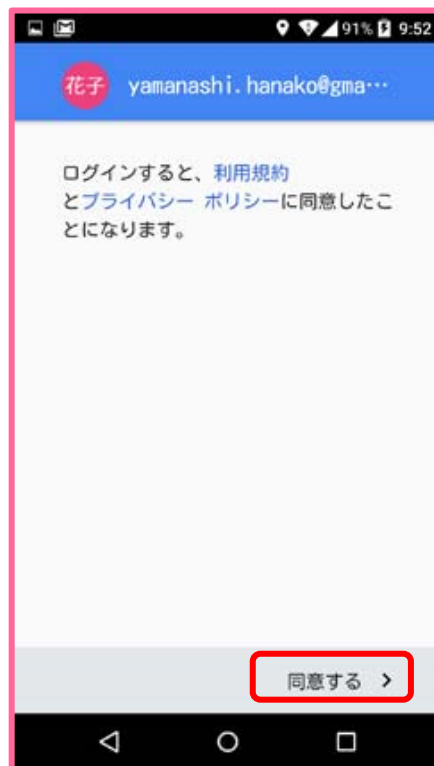 91% 9:52
花子 yamanashi.hanako@gma…
ログインすると、利用規約
とプライバシー ポリシーに同意したこ
とになります。
同意する